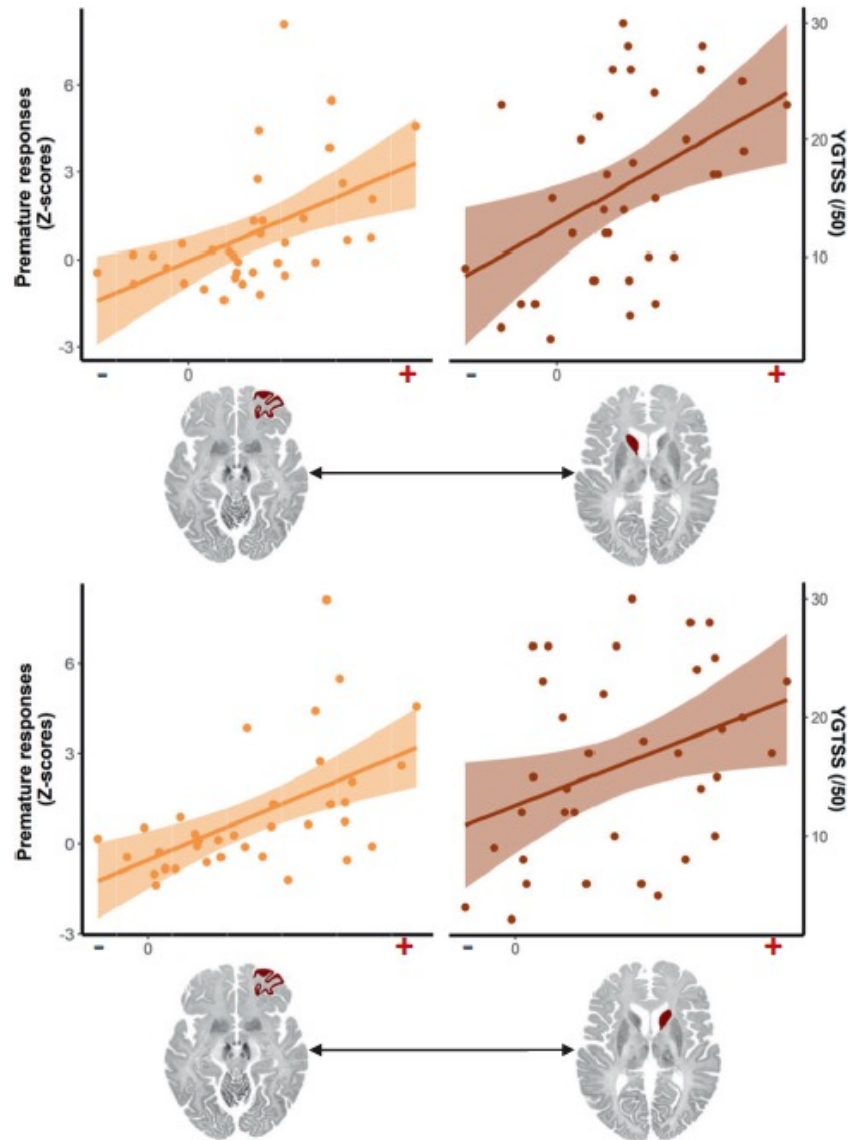 Premature responses
(Z-scores)
6
3
0
-3
30
20
10
YGTSS (/50)
- 0 +
- 0 +
Premature responses
(Z-scores)
6
3
0
-3
30
20
10
YGTSS (/50)
- 0 +
- 0 +